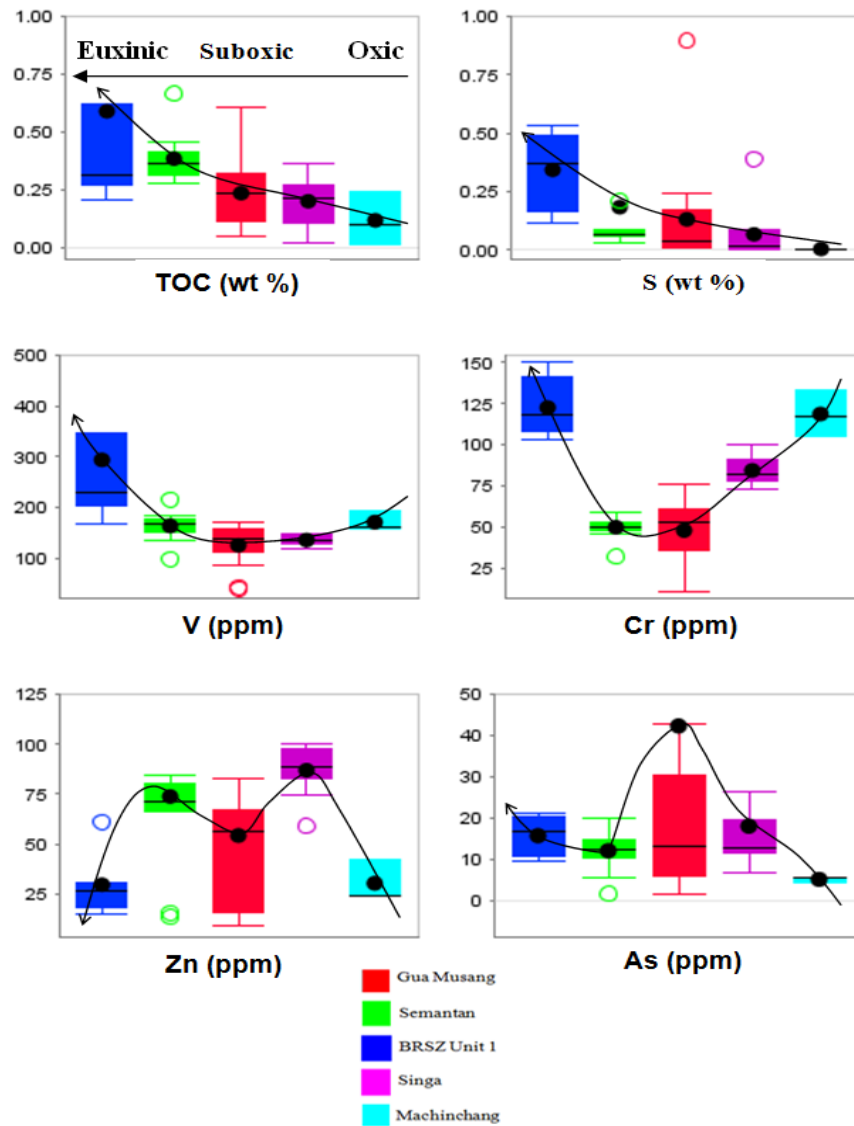 1.00
0.75
0.50
0.25
0.00
Euxinic Suboxic Oxic
TOC (wt %)
1.00
0.75
0.50
0.25
0.00
S (wt %)
500
400
300
200
100
V (ppm)
150
125
100
75
50
25
Cr (ppm)
125
100
75
50
25
Zn (ppm)
50
40
30
20
10
0
As (ppm)
Gua Musang
Semantan
BRSZ Unit 1
Singa
Machinchang